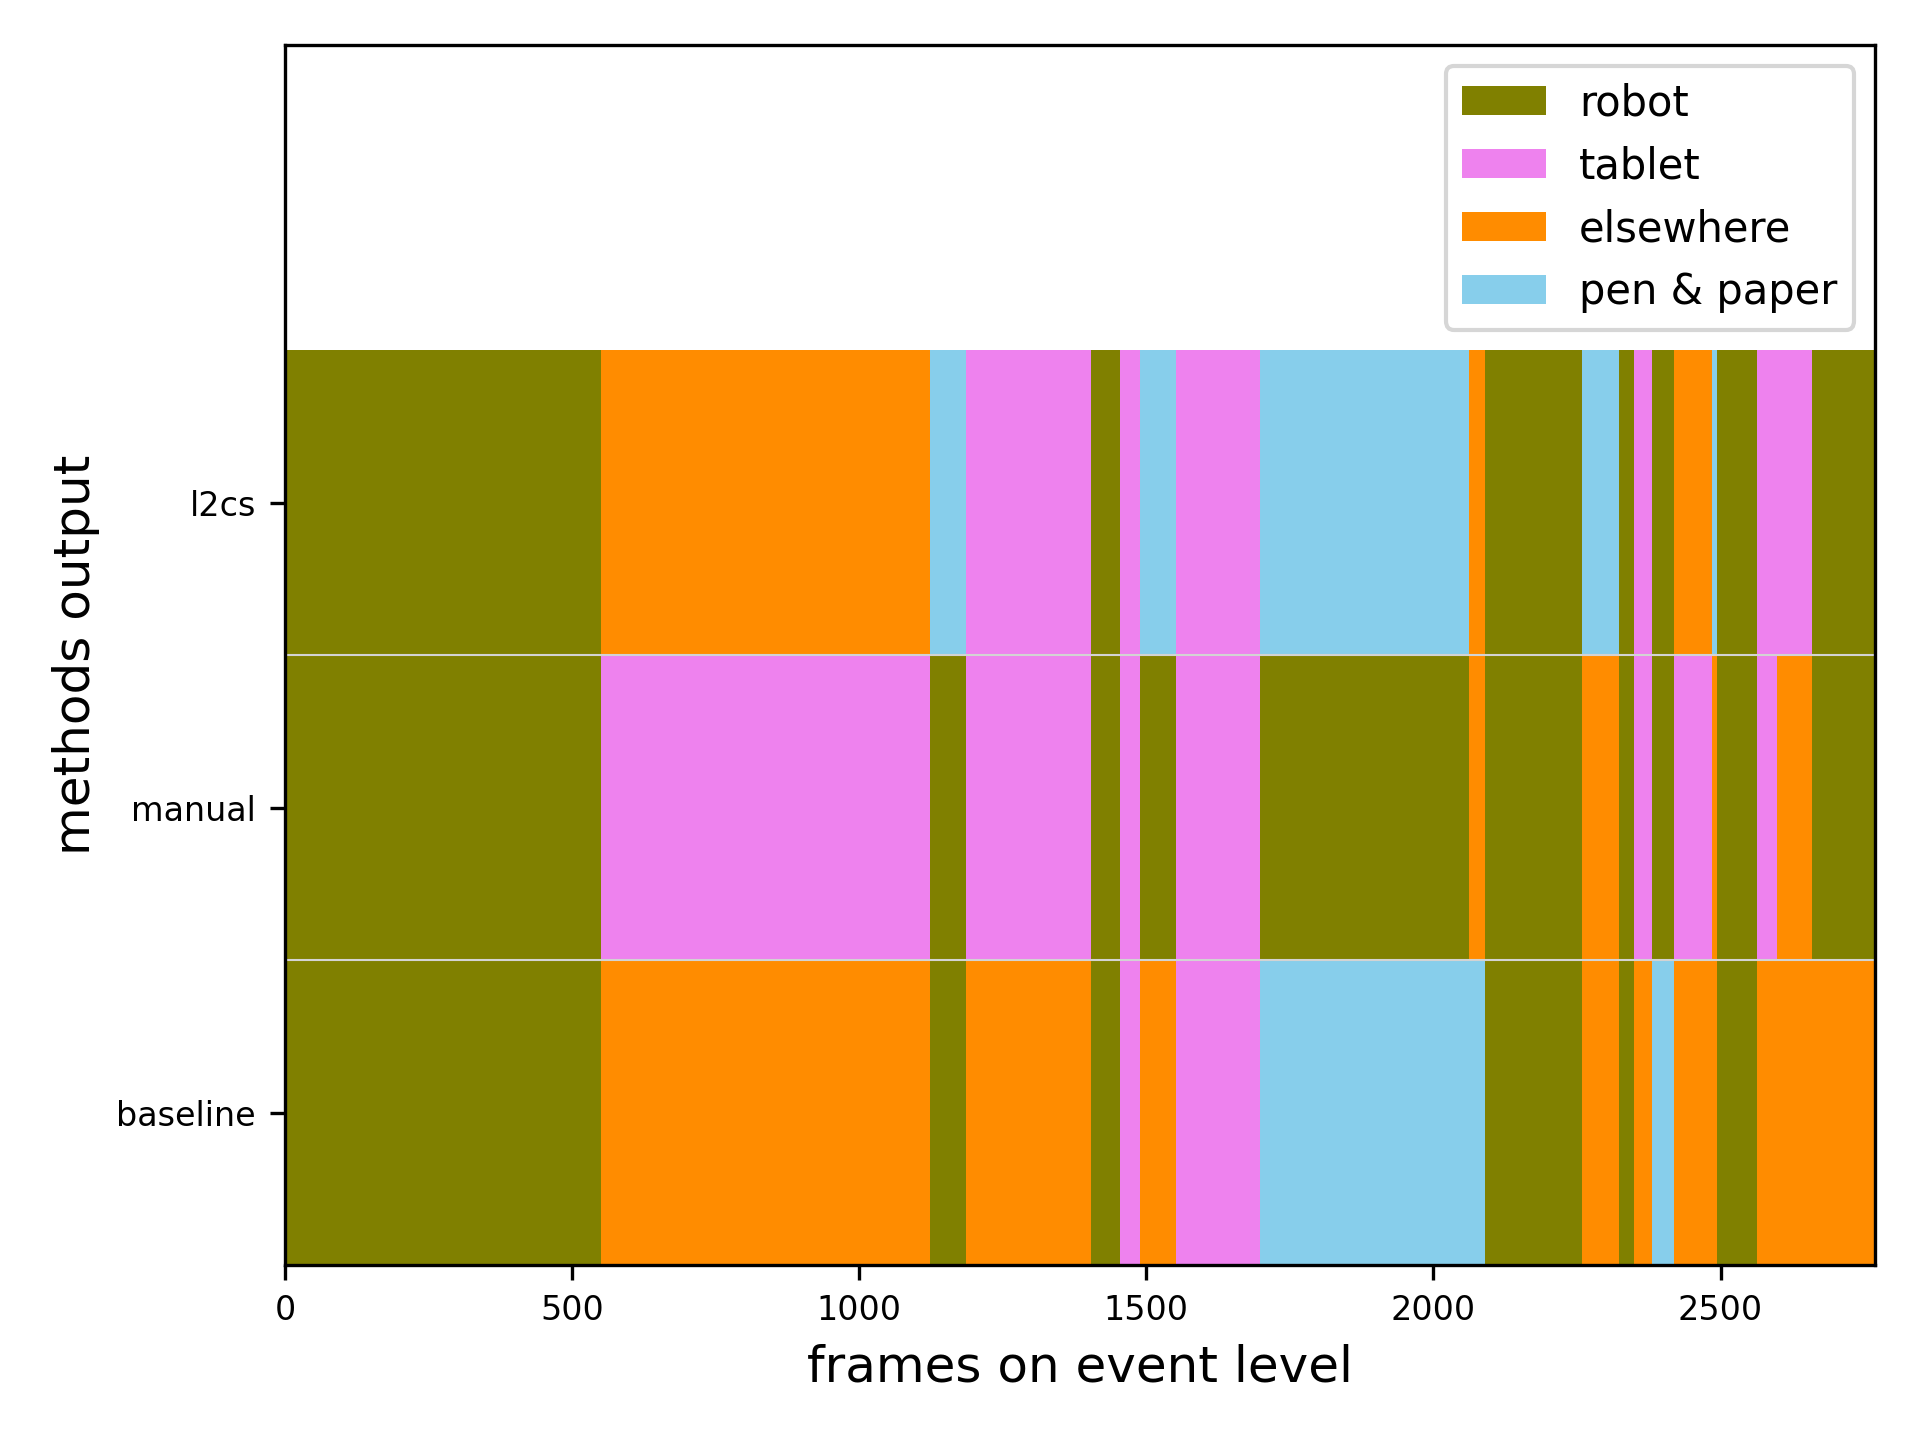 robot
tablet
elsewhere
pen & paper
methods output
l2cs
manual
baseline
0 500 1000 1500 2000 2500
frames on event level